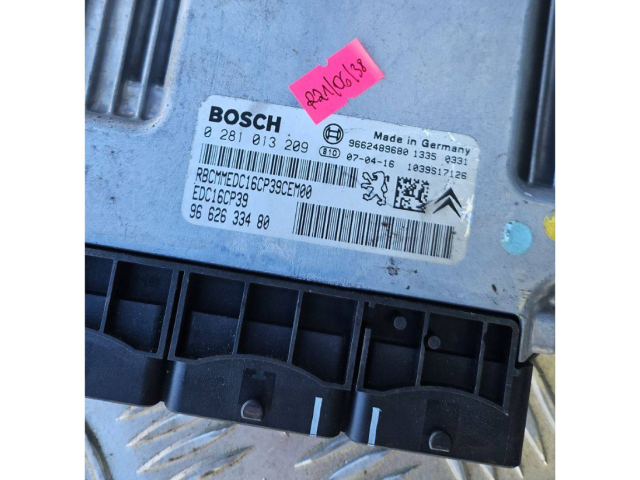 R21/06/38
BOSCH
Made in Germany
0 281 013 209
9662489680 1335 0331
B10 07-04-16 1039S17126
RBCMMEDC16CP39CEM00
EDC16CP39
96 626 334 80